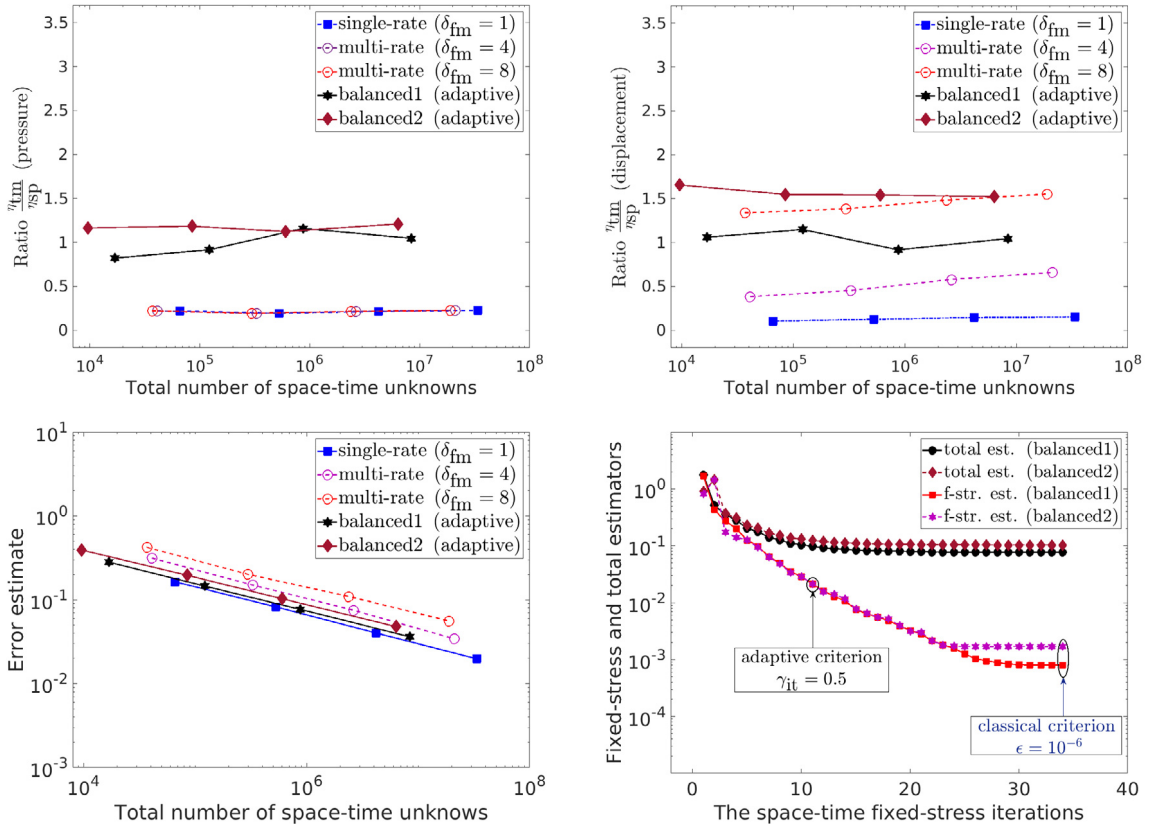 3.5
3
2.5
2
1.5
1
0.5
0
Ratio ηtm/ηsp (pressure)
single-rate (δfm = 1)
multi-rate (δfm = 4)
multi-rate (δfm = 8)
balanced1 (adaptive)
balanced2 (adaptive)
10^4 10^5 10^6 10^7 10^8
Total number of space-time unknowns
3.5
3
2.5
2
1.5
1
0.5
0
Ratio ηtm/ηsp (displacement)
single-rate (δfm = 1)
multi-rate (δfm = 4)
multi-rate (δfm = 8)
balanced1 (adaptive)
balanced2 (adaptive)
10^4 10^5 10^6 10^7 10^8
Total number of space-time unknowns
10^1
10^0
10^-1
10^-2
10^-3
Error estimate
single-rate (δfm = 1)
multi-rate (δfm = 4)
multi-rate (δfm = 8)
balanced1 (adaptive)
balanced2 (adaptive)
10^4 10^6 10^8
Total number of space-time unknowns
10^0
10^-1
10^-2
10^-3
10^-4
Fixed-stress and total estimators
total est. (balanced1)
total est. (balanced2)
f-str. est. (balanced1)
f-str. est. (balanced2)
adaptive criterion
γit = 0.5
classical criterion
ϵ = 10^-6
0 10 20 30 40
The space-time fixed-stress iterations